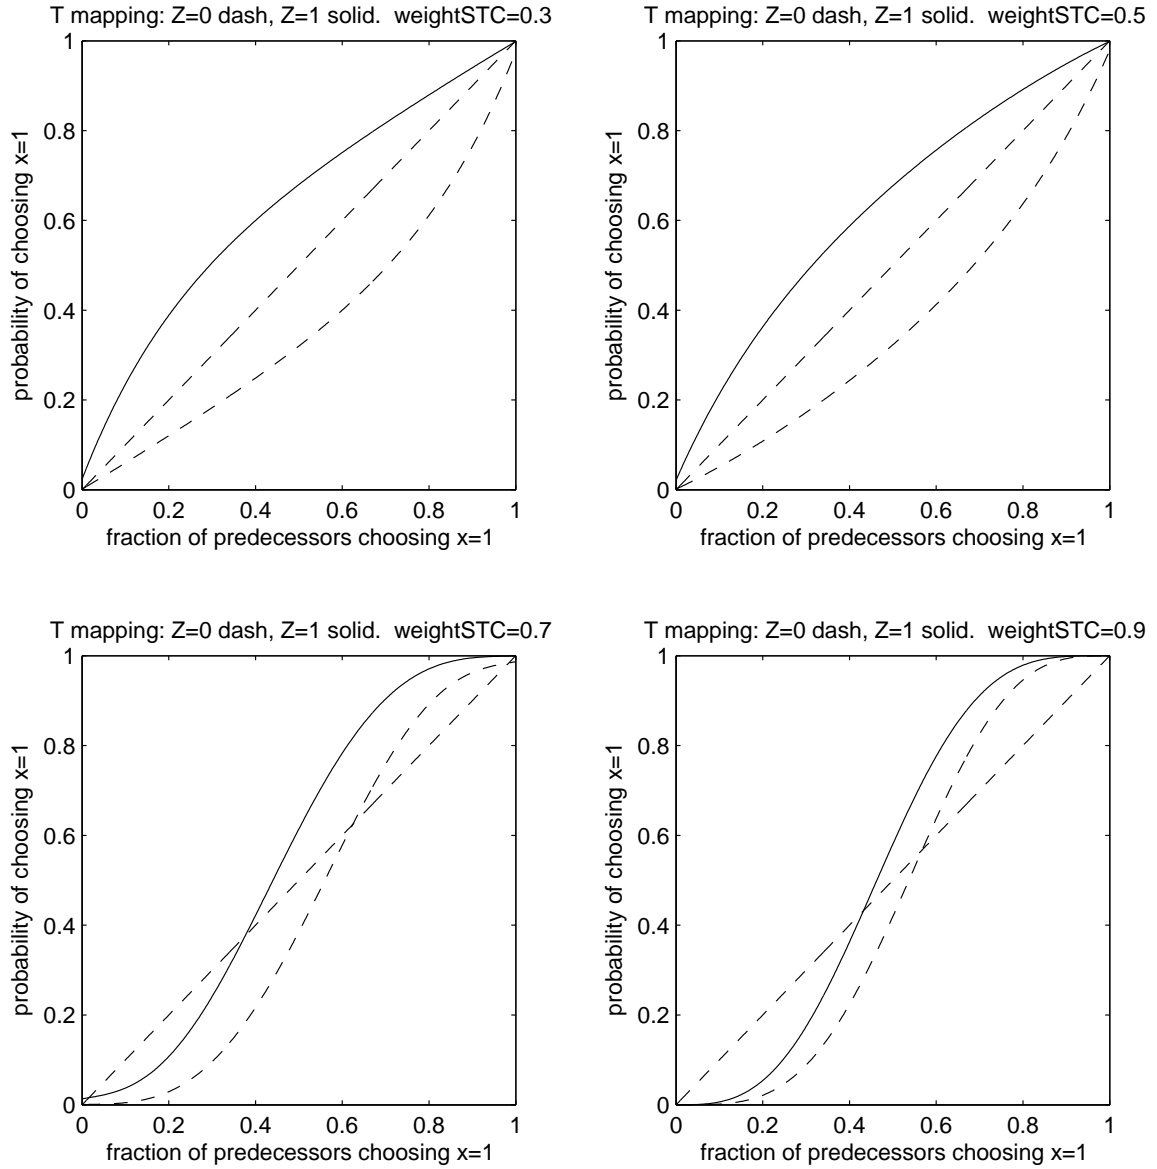 T mapping: Z=0 dash, Z=1 solid.  weightSTC=0.3
1
0.8
0.6
0.4
0.2
0
probability of choosing x=1
0 0.2 0.4 0.6 0.8 1
fraction of predecessors choosing x=1
T mapping: Z=0 dash, Z=1 solid.  weightSTC=0.5
1
0.8
0.6
0.4
0.2
0
probability of choosing x=1
0 0.2 0.4 0.6 0.8 1
fraction of predecessors choosing x=1
T mapping: Z=0 dash, Z=1 solid.  weightSTC=0.7
1
0.8
0.6
0.4
0.2
0
probability of choosing x=1
0 0.2 0.4 0.6 0.8 1
fraction of predecessors choosing x=1
T mapping: Z=0 dash, Z=1 solid.  weightSTC=0.9
1
0.8
0.6
0.4
0.2
0
probability of choosing x=1
0 0.2 0.4 0.6 0.8 1
fraction of predecessors choosing x=1